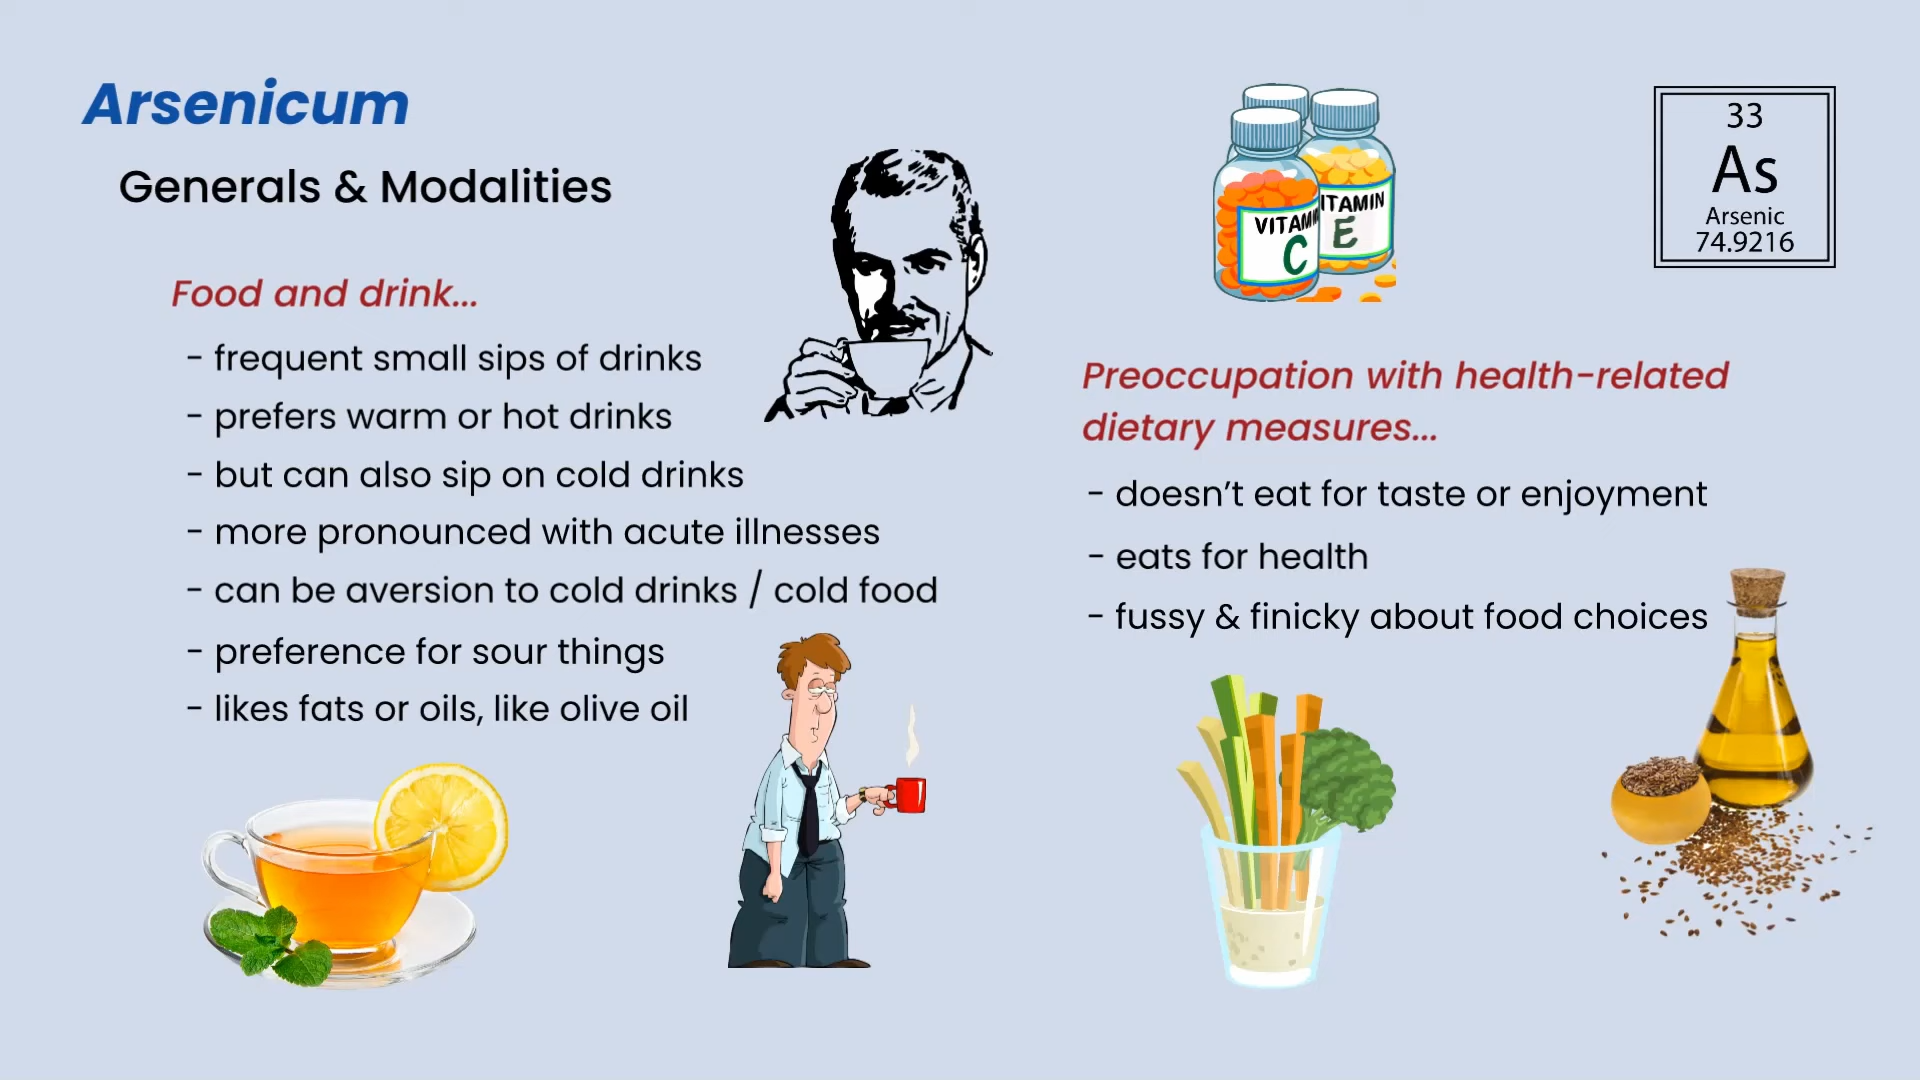 Arsenicum
Generals & Modalities
Food and drink...
- frequent small sips of drinks
- prefers warm or hot drinks
- but can also sip on cold drinks
- more pronounced with acute illnesses
- can be aversion to cold drinks / cold food
- preference for sour things
- likes fats or oils, like olive oil
VITAMIN
C
ITAMIN
E
33
As
Arsenic
74.9216
Preoccupation with health-related
dietary measures...
- doesn't eat for taste or enjoyment
- eats for health
- fussy & finicky about food choices